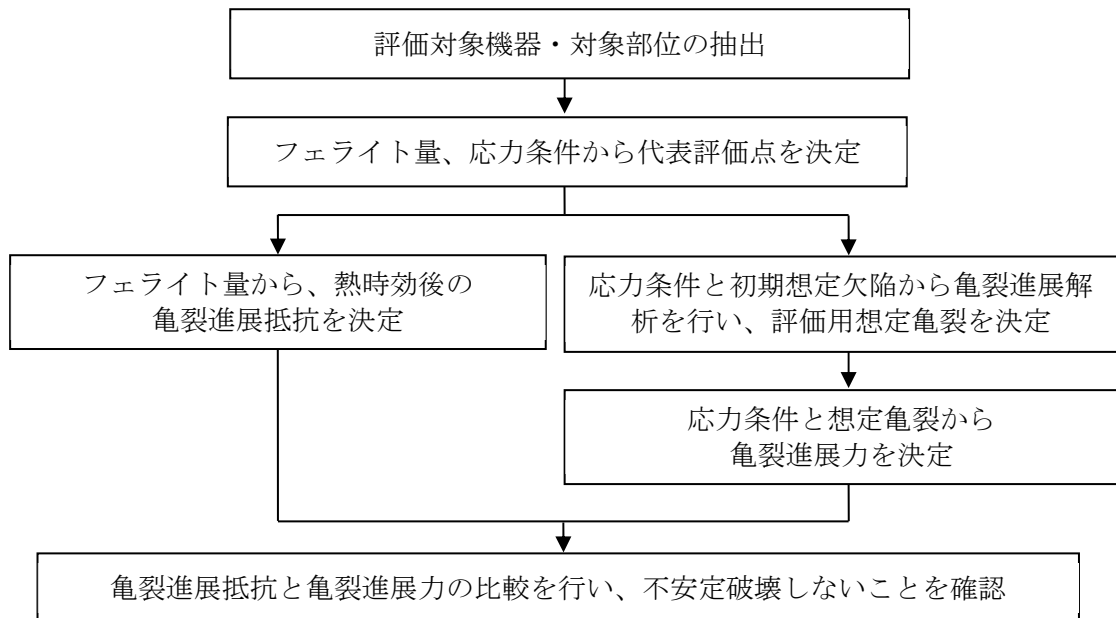 評価対象機器・対象部位の抽出
フェライト量、応力条件から代表評価点を決定
フェライト量から、熱時効後の
亀裂進展抵抗を決定
応力条件と初期想定欠陥から亀裂進展解
析を行い、評価用想定亀裂を決定
応力条件と想定亀裂から
亀裂進展力を決定
亀裂進展抵抗と亀裂進展力の比較を行い、不安定破壊しないことを確認